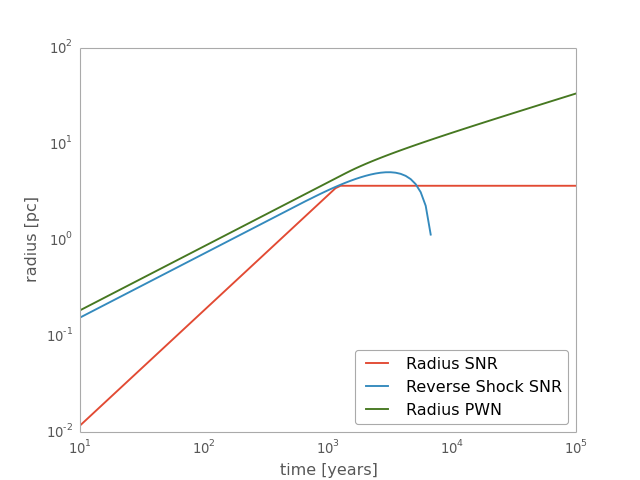 10²
10¹
10⁰
10⁻¹
10⁻²
radius [pc]
Radius SNR
Reverse Shock SNR
Radius PWN
10¹ 10² 10³ 10⁴ 10⁵
time [years]